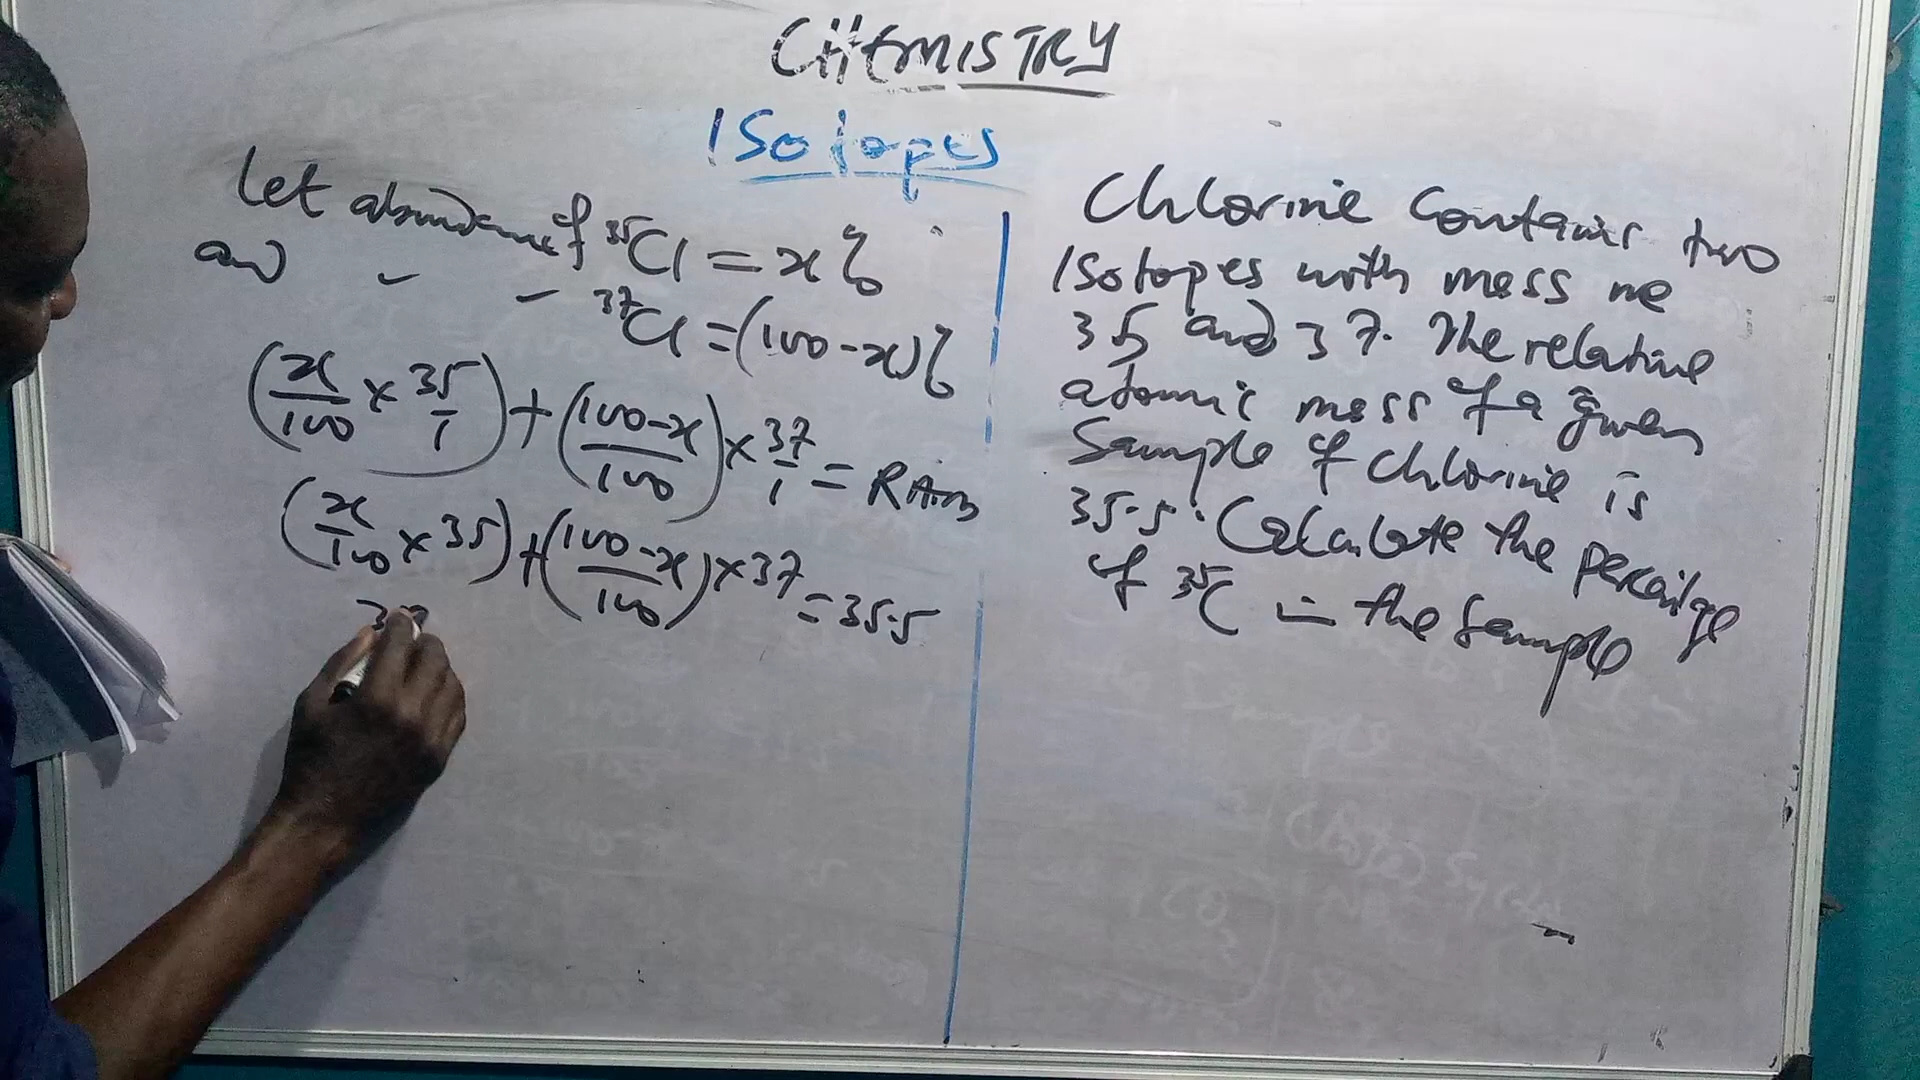 CHEMISTRY
Isotopes
Let abundance of ³⁵Cl = x%
and " " ³⁷Cl = (100-x)%
(x/100 × 35/1) + (100-x/100) × 37/1 = RAM
(x/100 × 35) + (100-x/100) × 37 = 35.5
Chlorine contains two
Isotopes with mass no
35 and 37. The relative
atomic mass of a given
Sample of chlorine is
35.5. Calculate the percentage
of ³⁵C in the sample